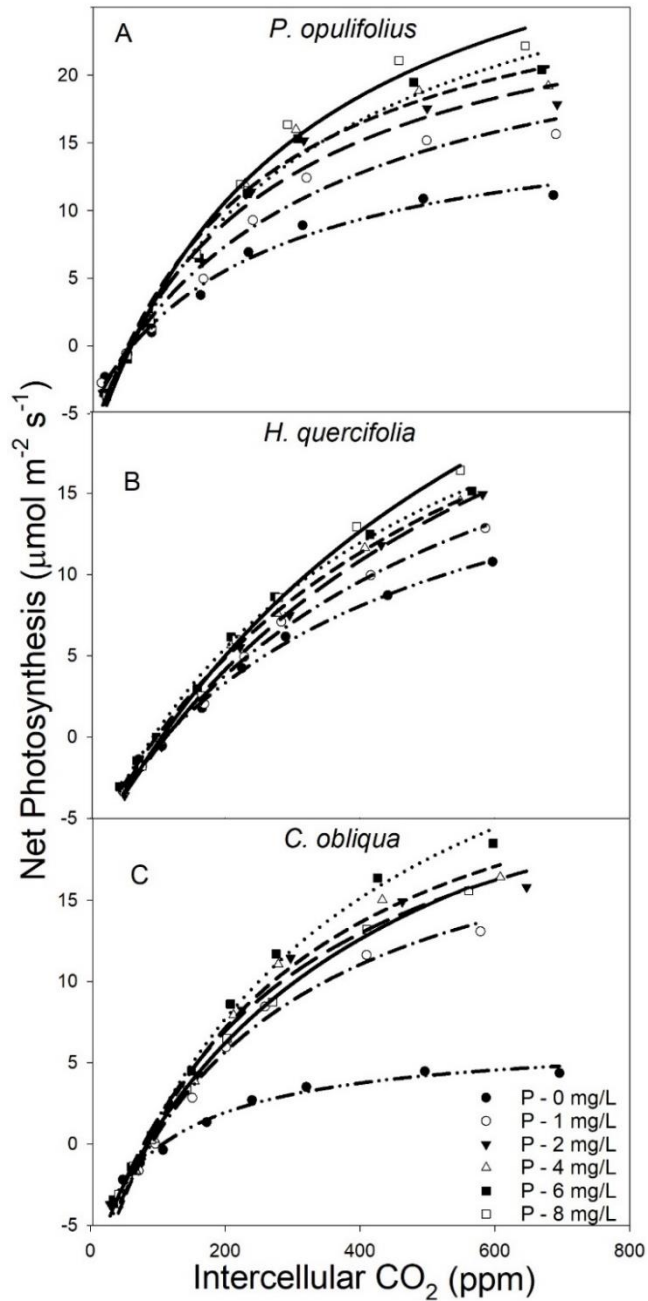 A
P. opulifolius
20
15
10
5
0
-5
B
H. quercifolia
15
10
5
0
-5
C
C. obliqua
15
10
5
0
-5
P - 0 mg/L
P - 1 mg/L
P - 2 mg/L
P - 4 mg/L
P - 6 mg/L
P - 8 mg/L
0 200 400 600 800
Intercellular CO₂ (ppm)
Net Photosynthesis (μmol m⁻² s⁻¹)